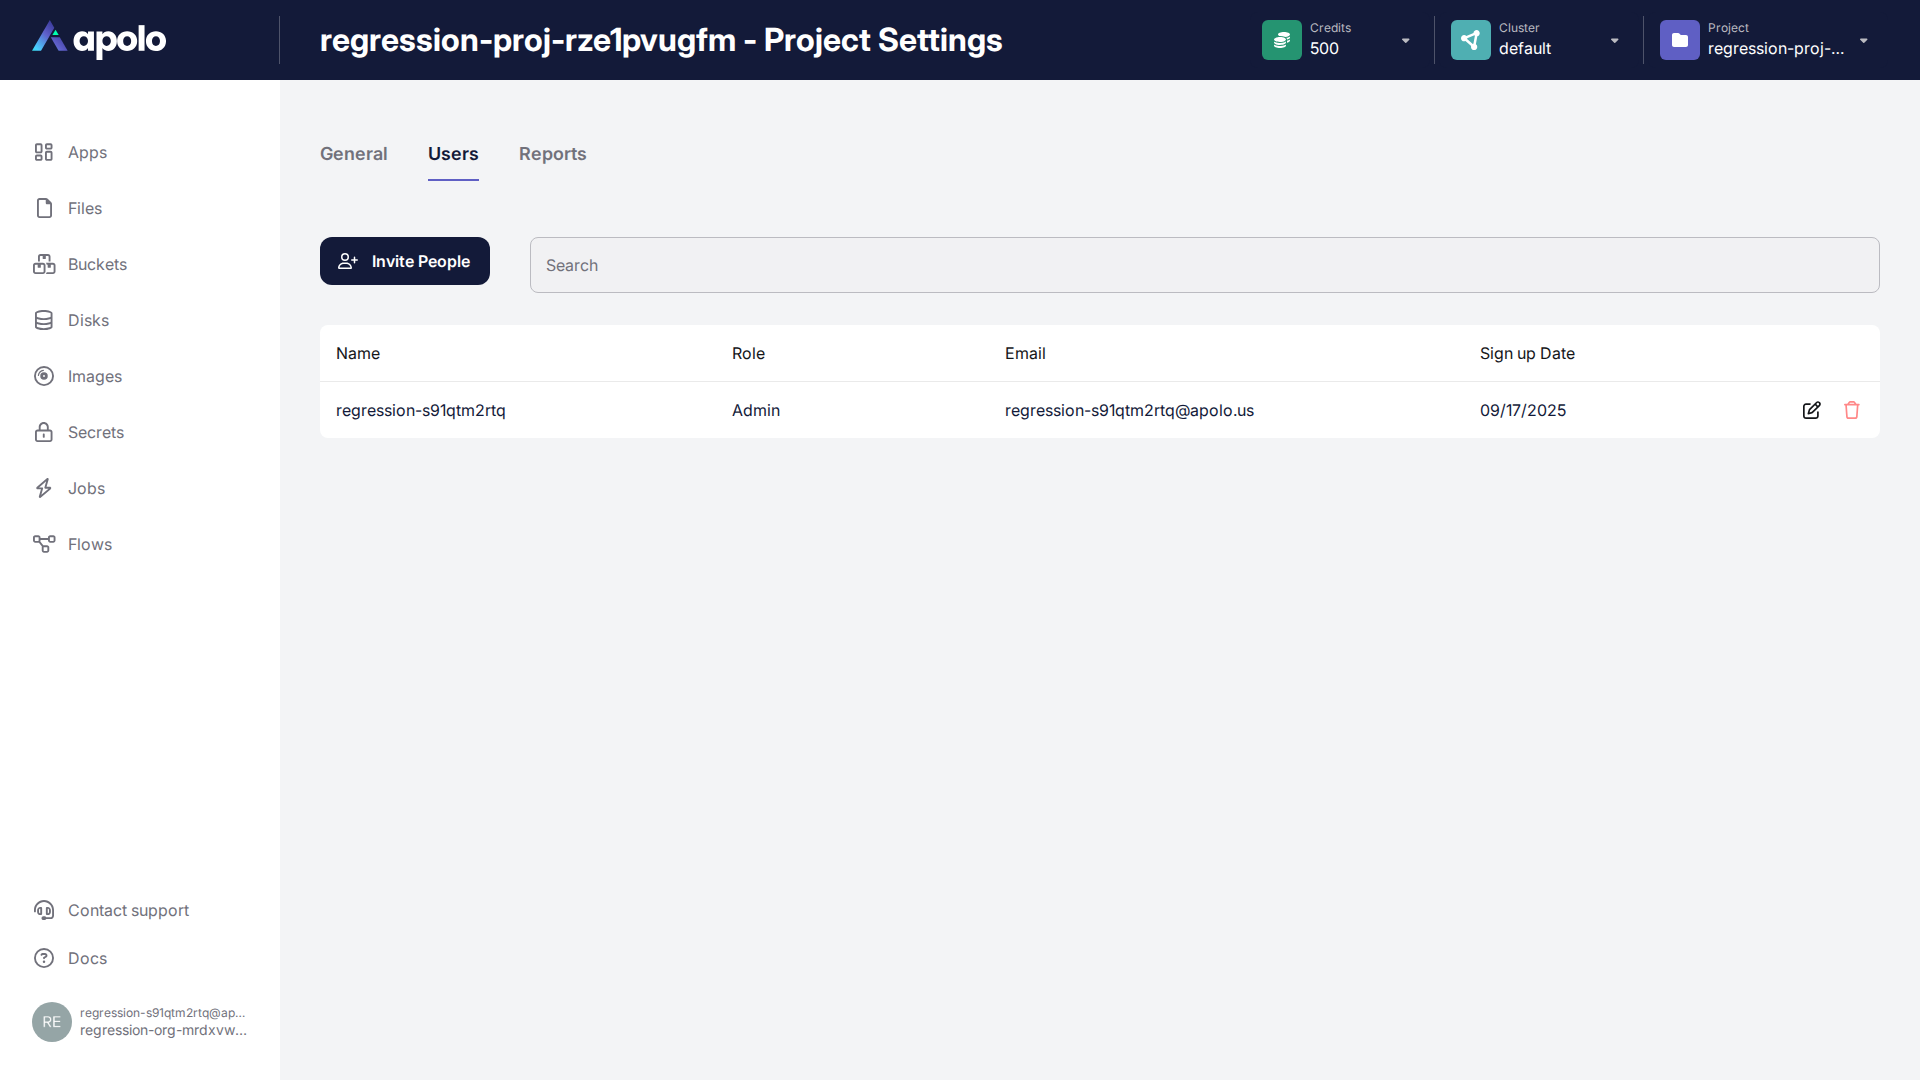 apolo
regression-proj-rze1pvugfm - Project Settings
Credits
500
Cluster
default
Project
regression-proj-...
Apps
Files
Buckets
Disks
Images
Secrets
Jobs
Flows
General
Users
Reports
Invite People
Search
Name Role Email Sign up Date
regression-s91qtm2rtq Admin regression-s91qtm2rtq@apolo.us 09/17/2025
Contact support
Docs
RE
regression-s91qtm2rtq@ap...
regression-org-mrdxvw...